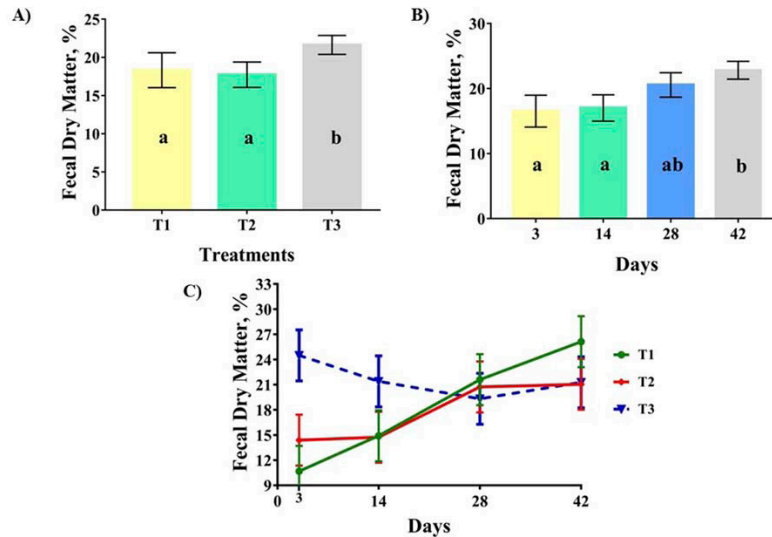 A)
Fecal Dry Matter, %
25
20
15
10
5
0
a
a
b
T1
T2
T3
Treatments
B)
Fecal Dry Matter, %
30
20
10
0
a
a
ab
b
3
14
28
42
Days
C)
Fecal Dry Matter, %
33
30
27
24
21
18
15
12
9
0
3
14
28
42
Days
T1
T2
T3